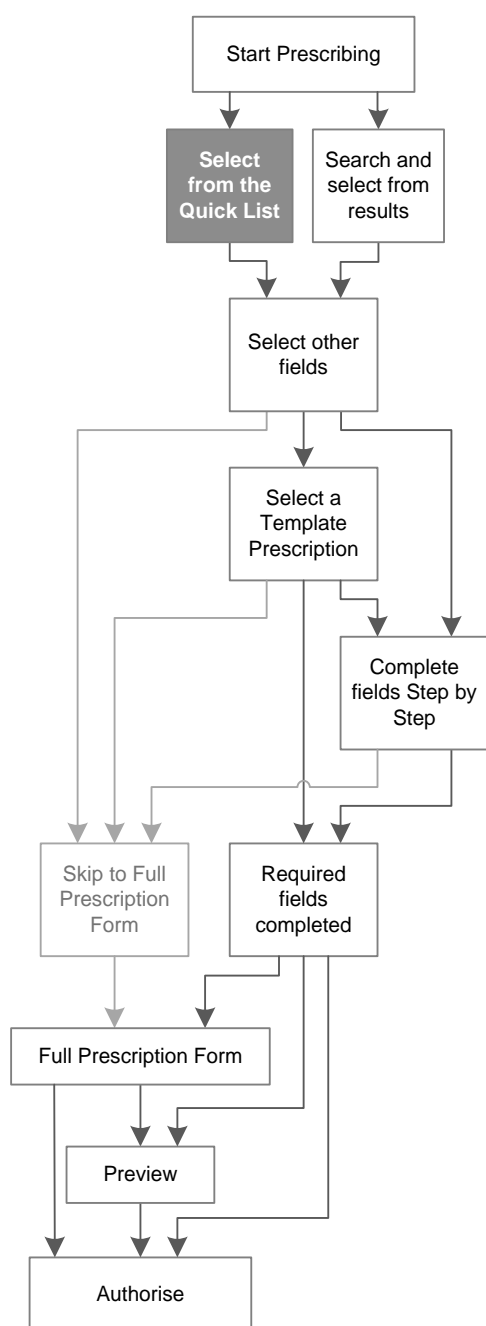 Start Prescribing
Select
from the
Quick List
Search and
select from
results
Select other
fields
Select a
Template
Prescription
Complete
fields Step by
Step
Skip to Full
Prescription
Form
Required
fields
completed
Full Prescription Form
Preview
Authorise